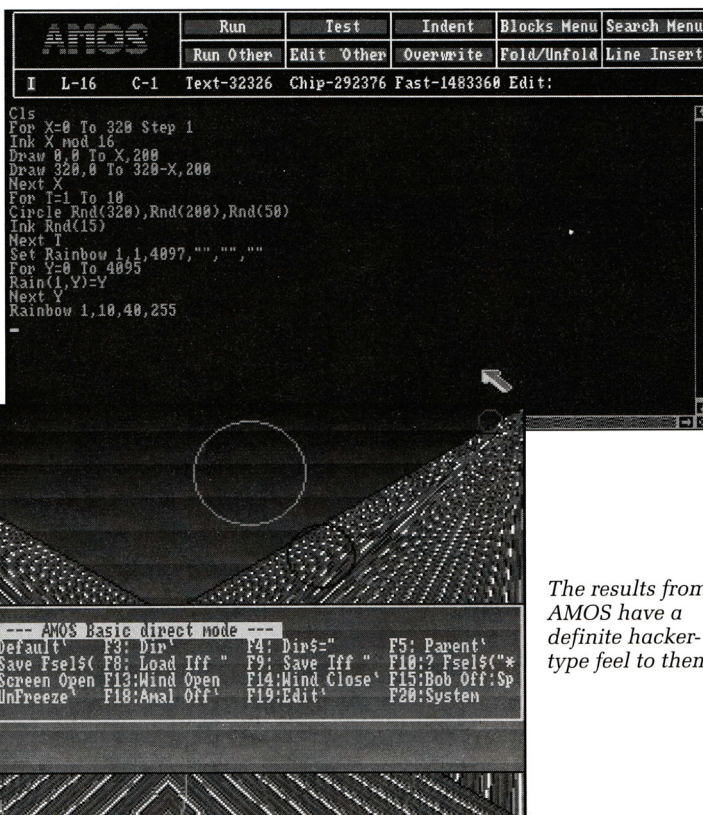 AMOS Run Test Indent Blocks Menu Search Menu
Run Other Edit Other Overwrite Fold/Unfold Line Insert
I L-16 C-1 Text-32326 Chip-292376 Fast-1483360 Edit:
Cls
For X=0 To 320 Step 1
Ink X mod 16
Draw 0,0 To X,200
Draw 320,0 To 320-X,200
Next X
For T=1 To 10
Circle Rnd(320),Rnd(200),Rnd(50)
Ink Rnd(15)
Next T
Set Rainbow 1,1,4097,"","",""
For Y=0 To 4095
Rain(1,Y)=Y
Next Y
Rainbow 1,10,40,255
--- AMOS Basic direct mode ---
Default` F3: Dir` F4: Dir$=" F5: Parent`
Save Fsel$( F8: Load Iff " F9: Save Iff " F10:? Fsel$("*
Screen Open F13:Wind Open F14:Wind Close` F15:Bob Off:Sp
UnFreeze` F18:Amal Off` F19:Edit` F20:System
The results from
AMOS have a
definite hacker-
type feel to them